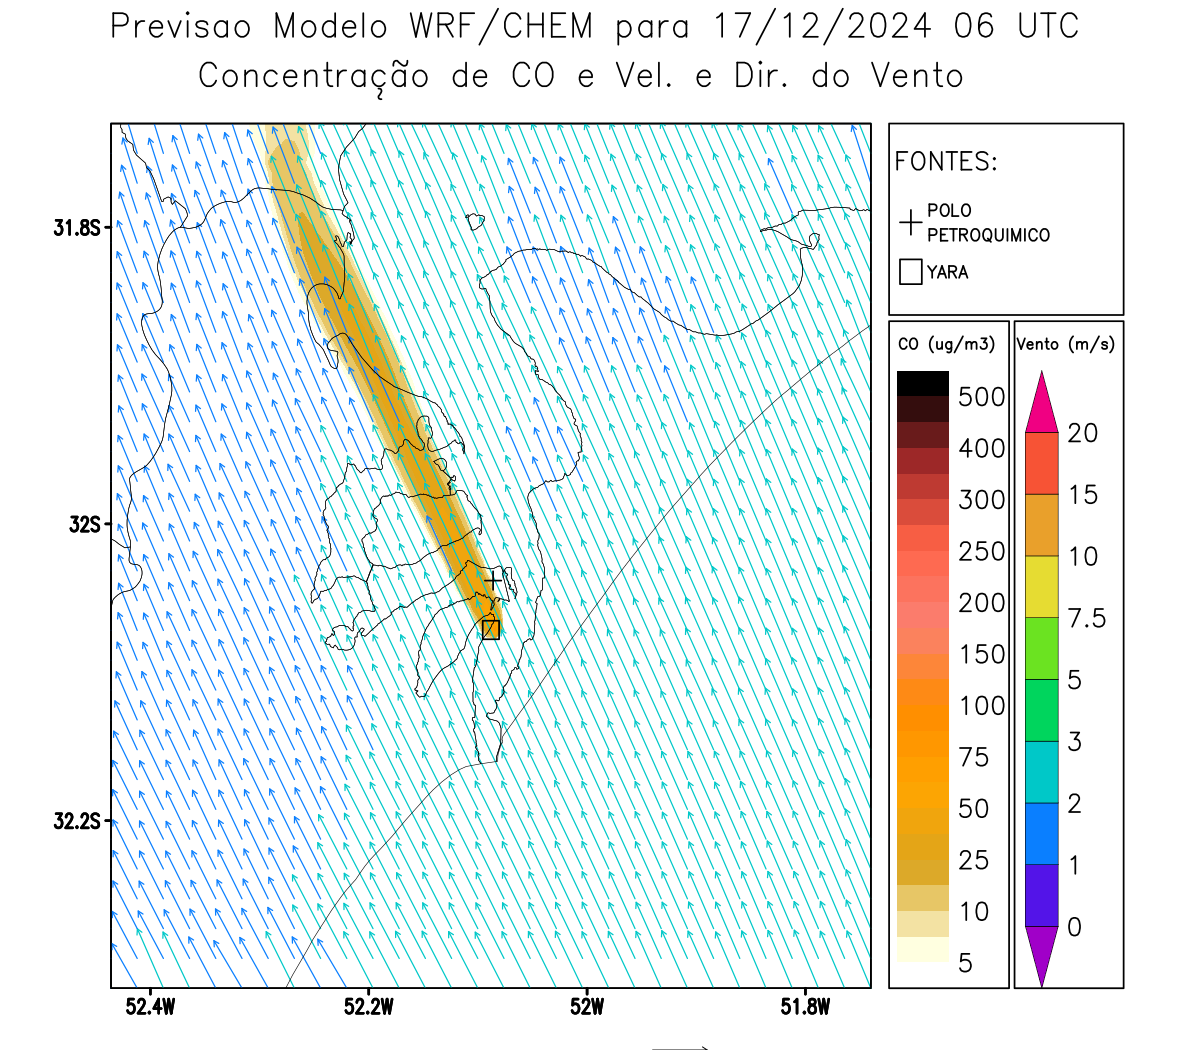 Previsao Modelo WRF/CHEM para 17/12/2024 06 UTC
Concentração de CO e Vel. e Dir. do Vento
FONTES:
POLO
PETROQUIMICO
YARA
CO (ug/m3)
500
400
300
250
200
150
100
75
50
25
10
5
Vento (m/s)
20
15
10
7.5
5
3
2
1
0
31.8S
32S
32.2S
52.4W
52.2W
52W
51.8W